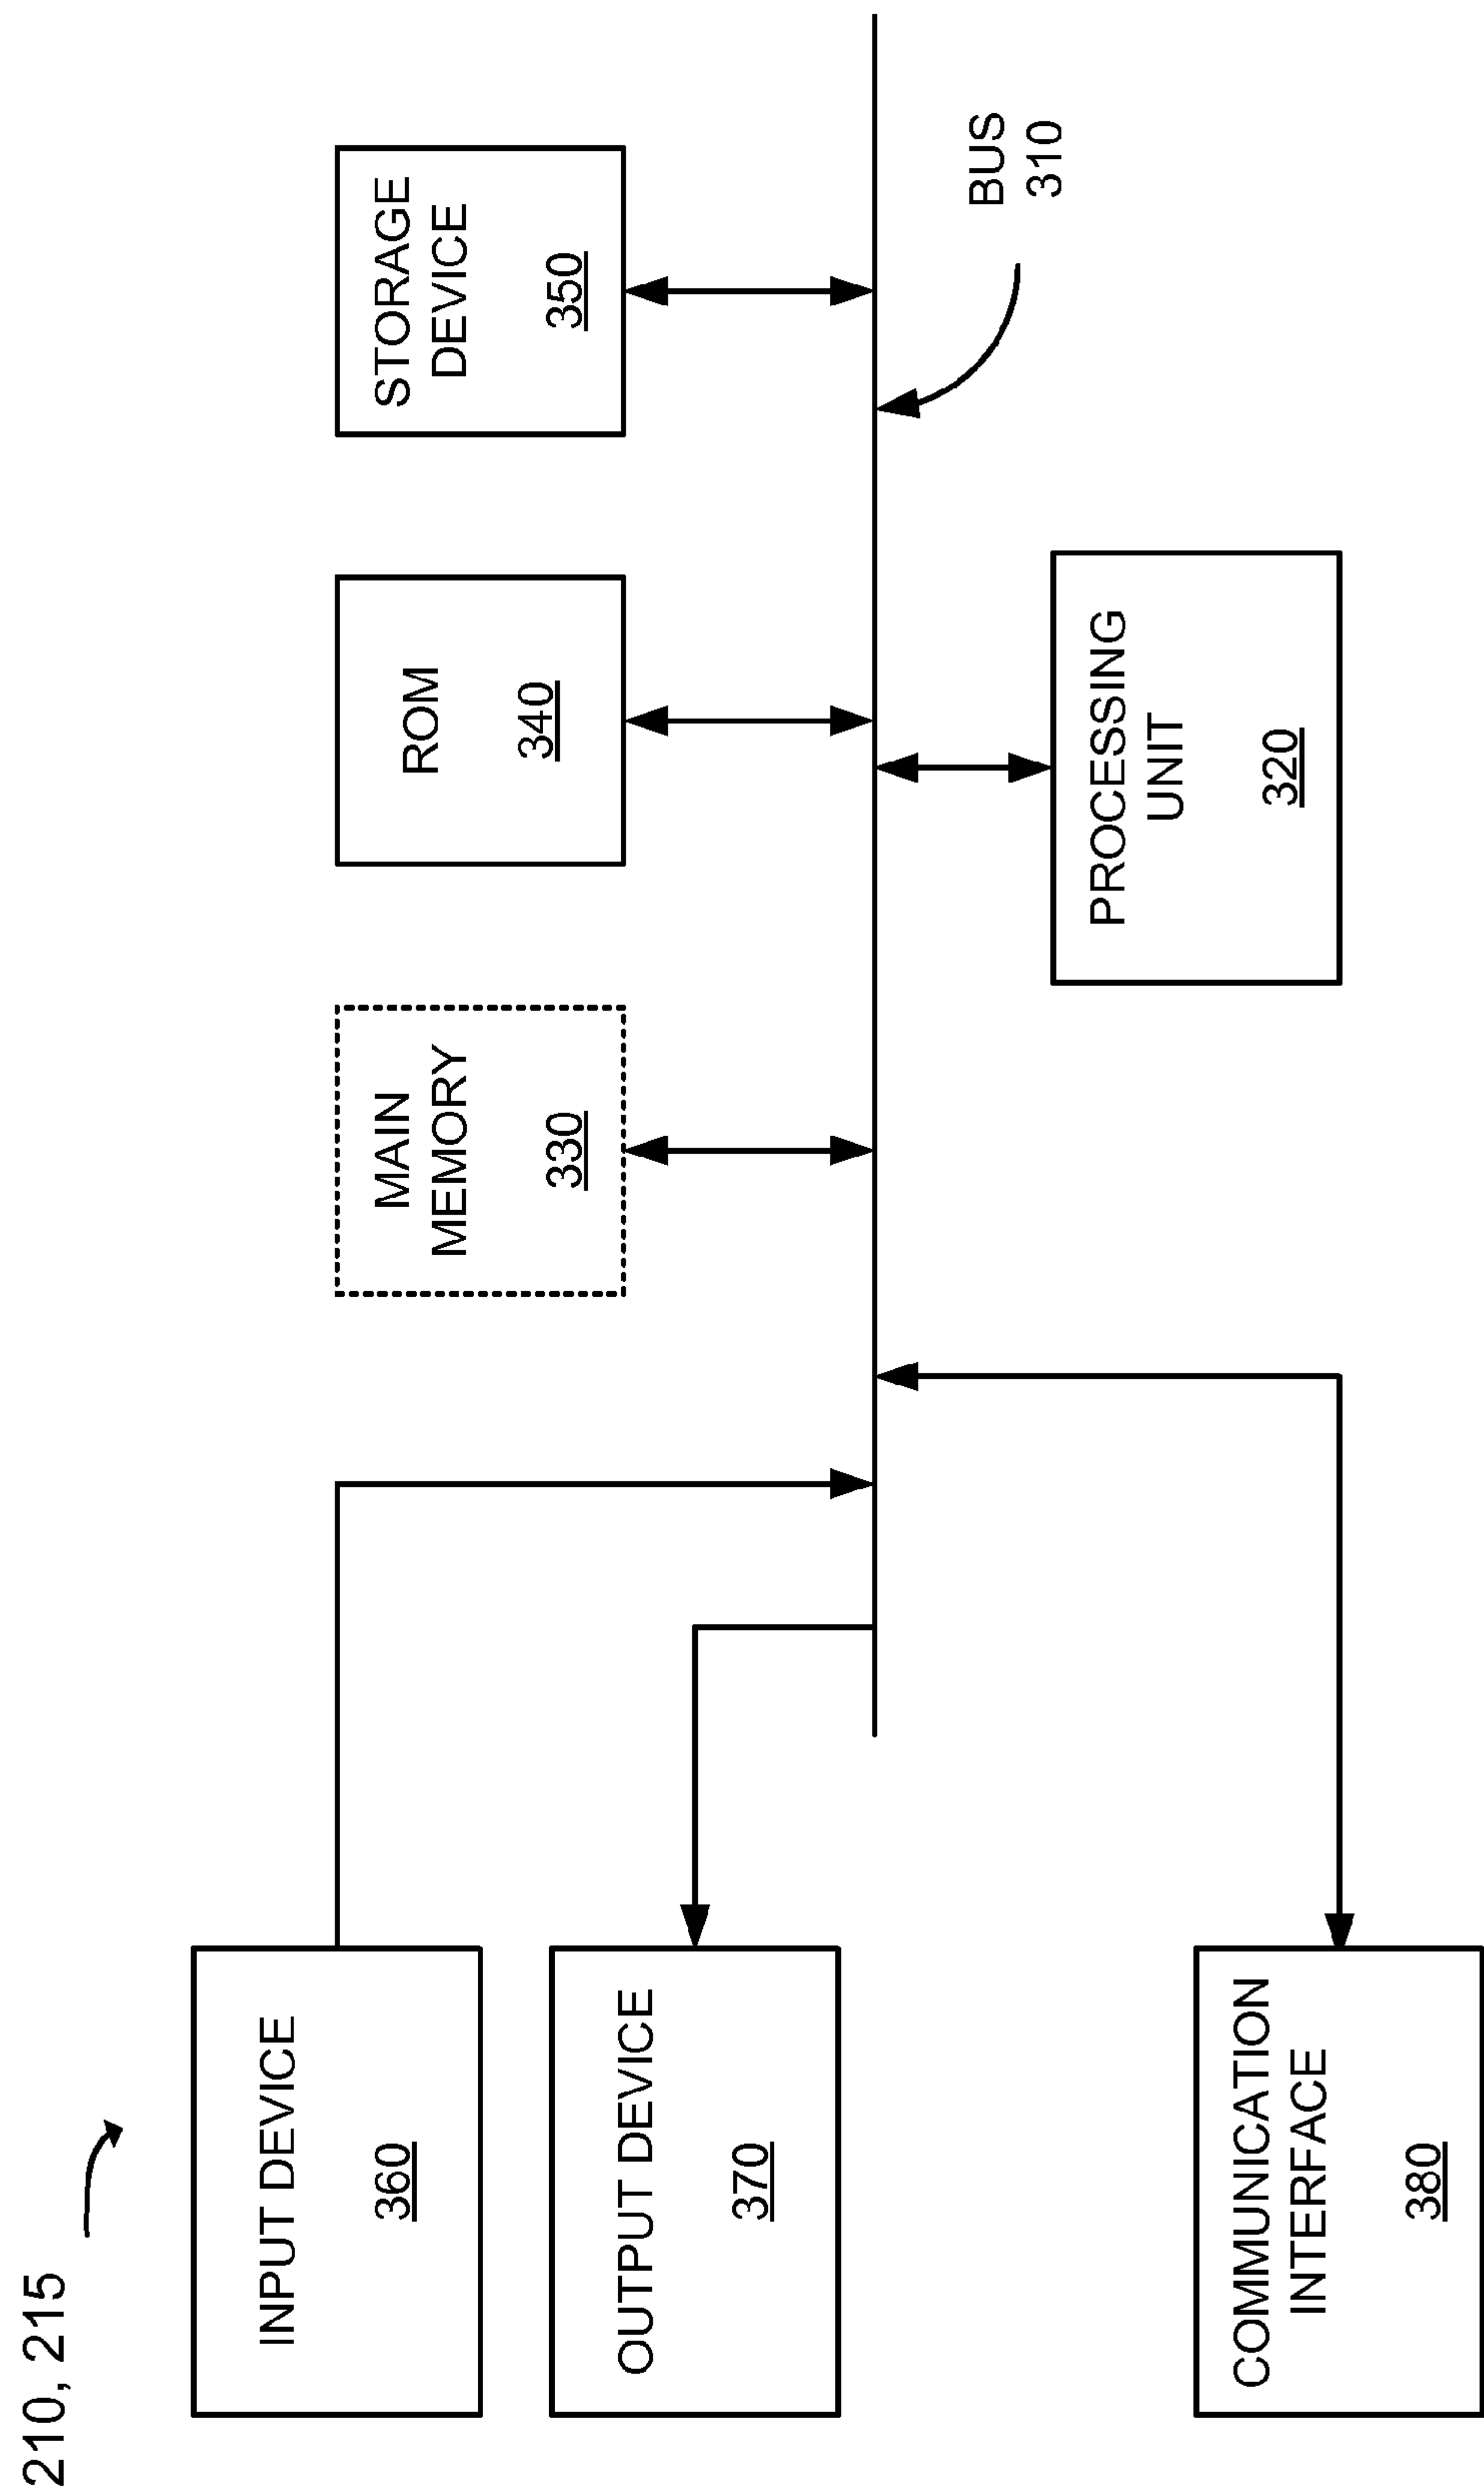 210, 215
INPUT DEVICE
360
MAIN
MEMORY
330
ROM
340
STORAGE
DEVICE
350
OUTPUT DEVICE
370
BUS
310
PROCESSING
UNIT
320
COMMUNICATION
INTERFACE
380